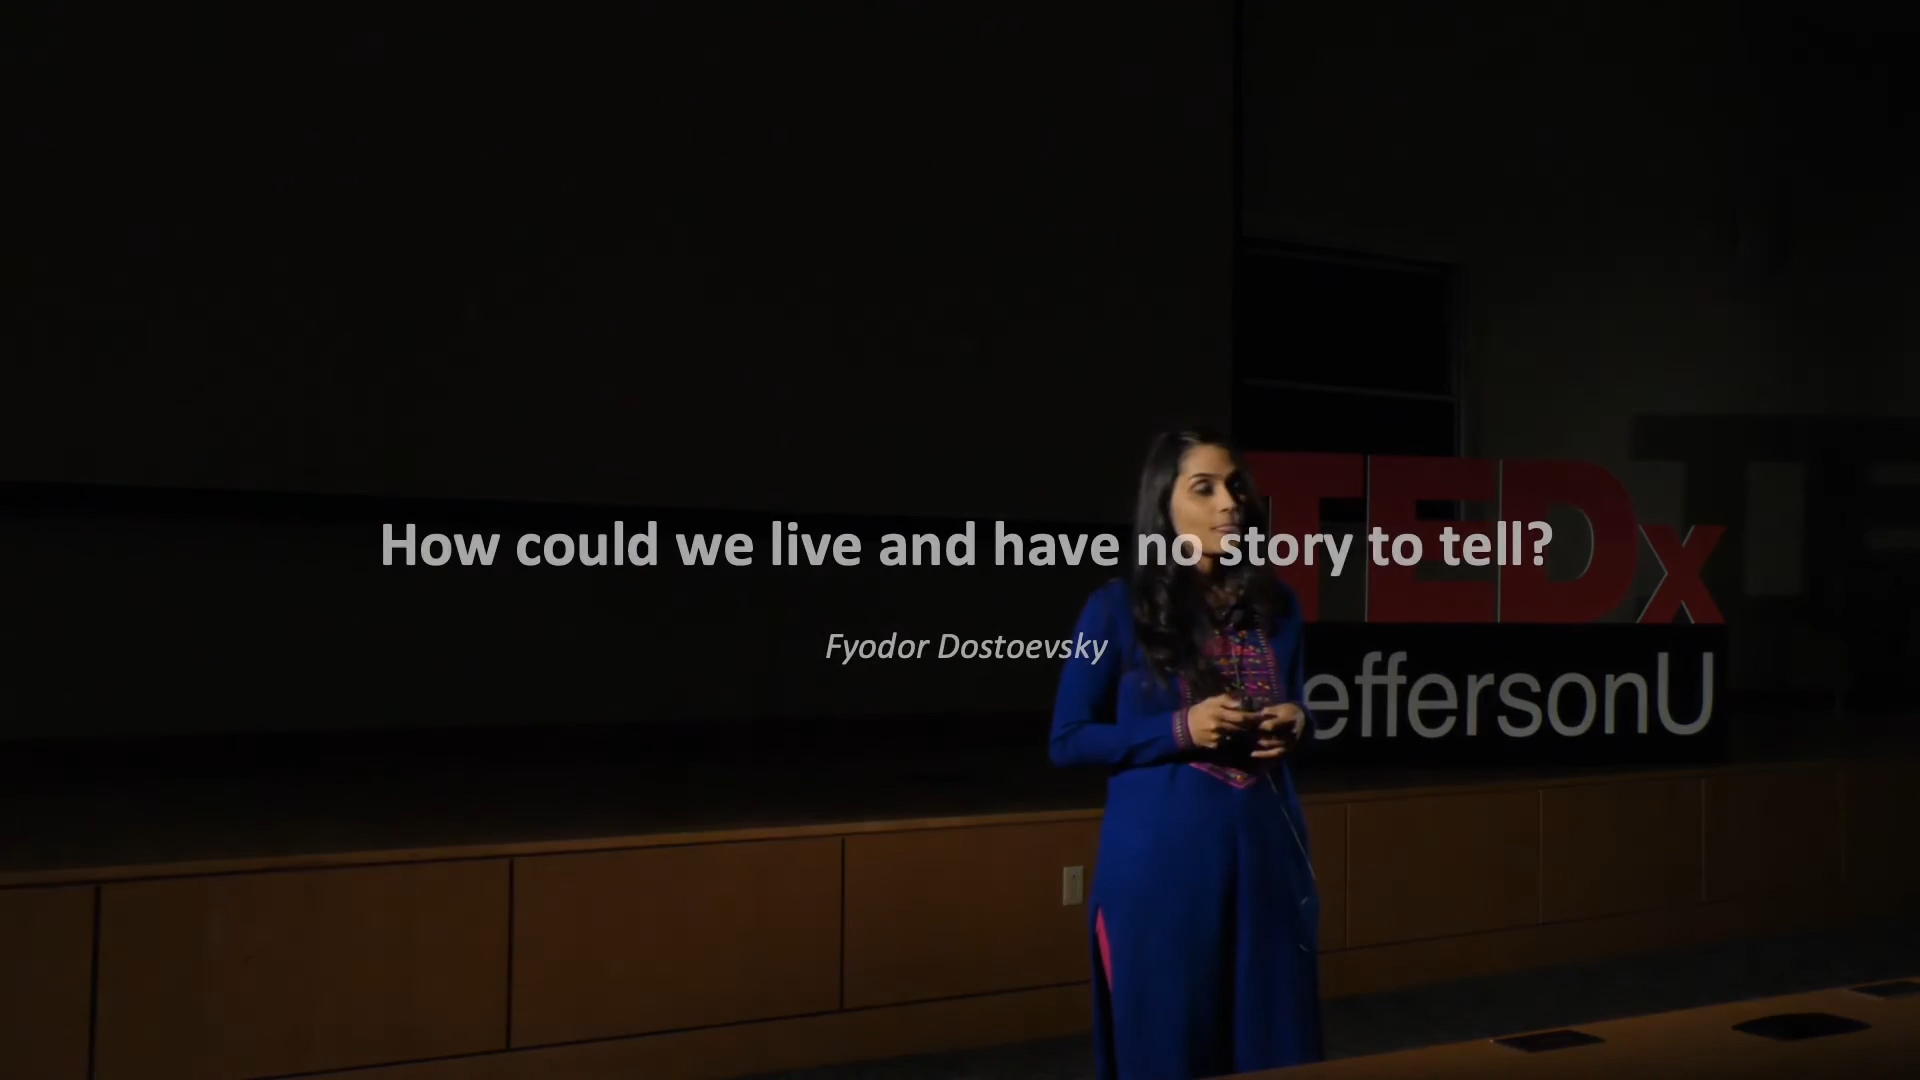 How could we live and have no story to tell?
Fyodor Dostoevsky
TEDx
effersonU